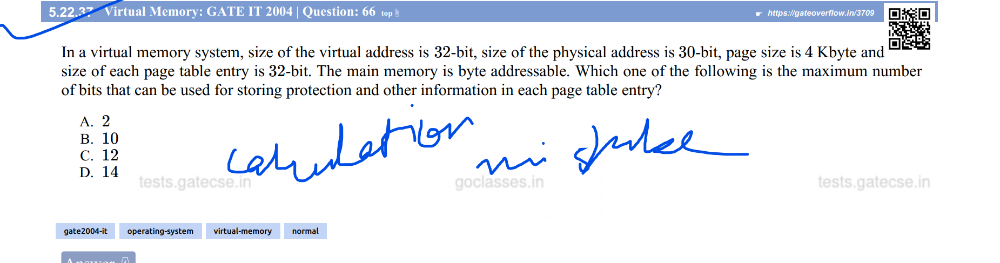 5.22.37 Virtual Memory: GATE IT 2004 | Question: 66 top
https://gateoverflow.in/3709
In a virtual memory system, size of the virtual address is 32-bit, size of the physical address is 30-bit, page size is 4 Kbyte and
size of each page table entry is 32-bit. The main memory is byte addressable. Which one of the following is the maximum number
of bits that can be used for storing protection and other information in each page table entry?
A. 2
B. 10
C. 12
D. 14
calculation mistake
tests.gatecse.in goclasses.in tests.gatecse.in
gate2004-it operating-system virtual-memory normal
Answer